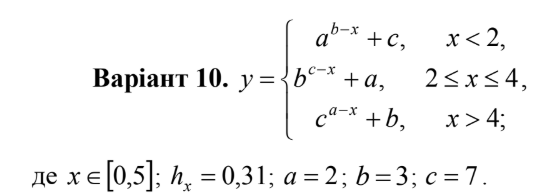 a^{b-x} + c,    x < 2,
Варіант 10. y = { b^{c-x} + a,    2 ≤ x ≤ 4,
c^{a-x} + b,    x > 4;
де x ∈ [0,5]; h_x = 0,31; a = 2; b = 3; c = 7.